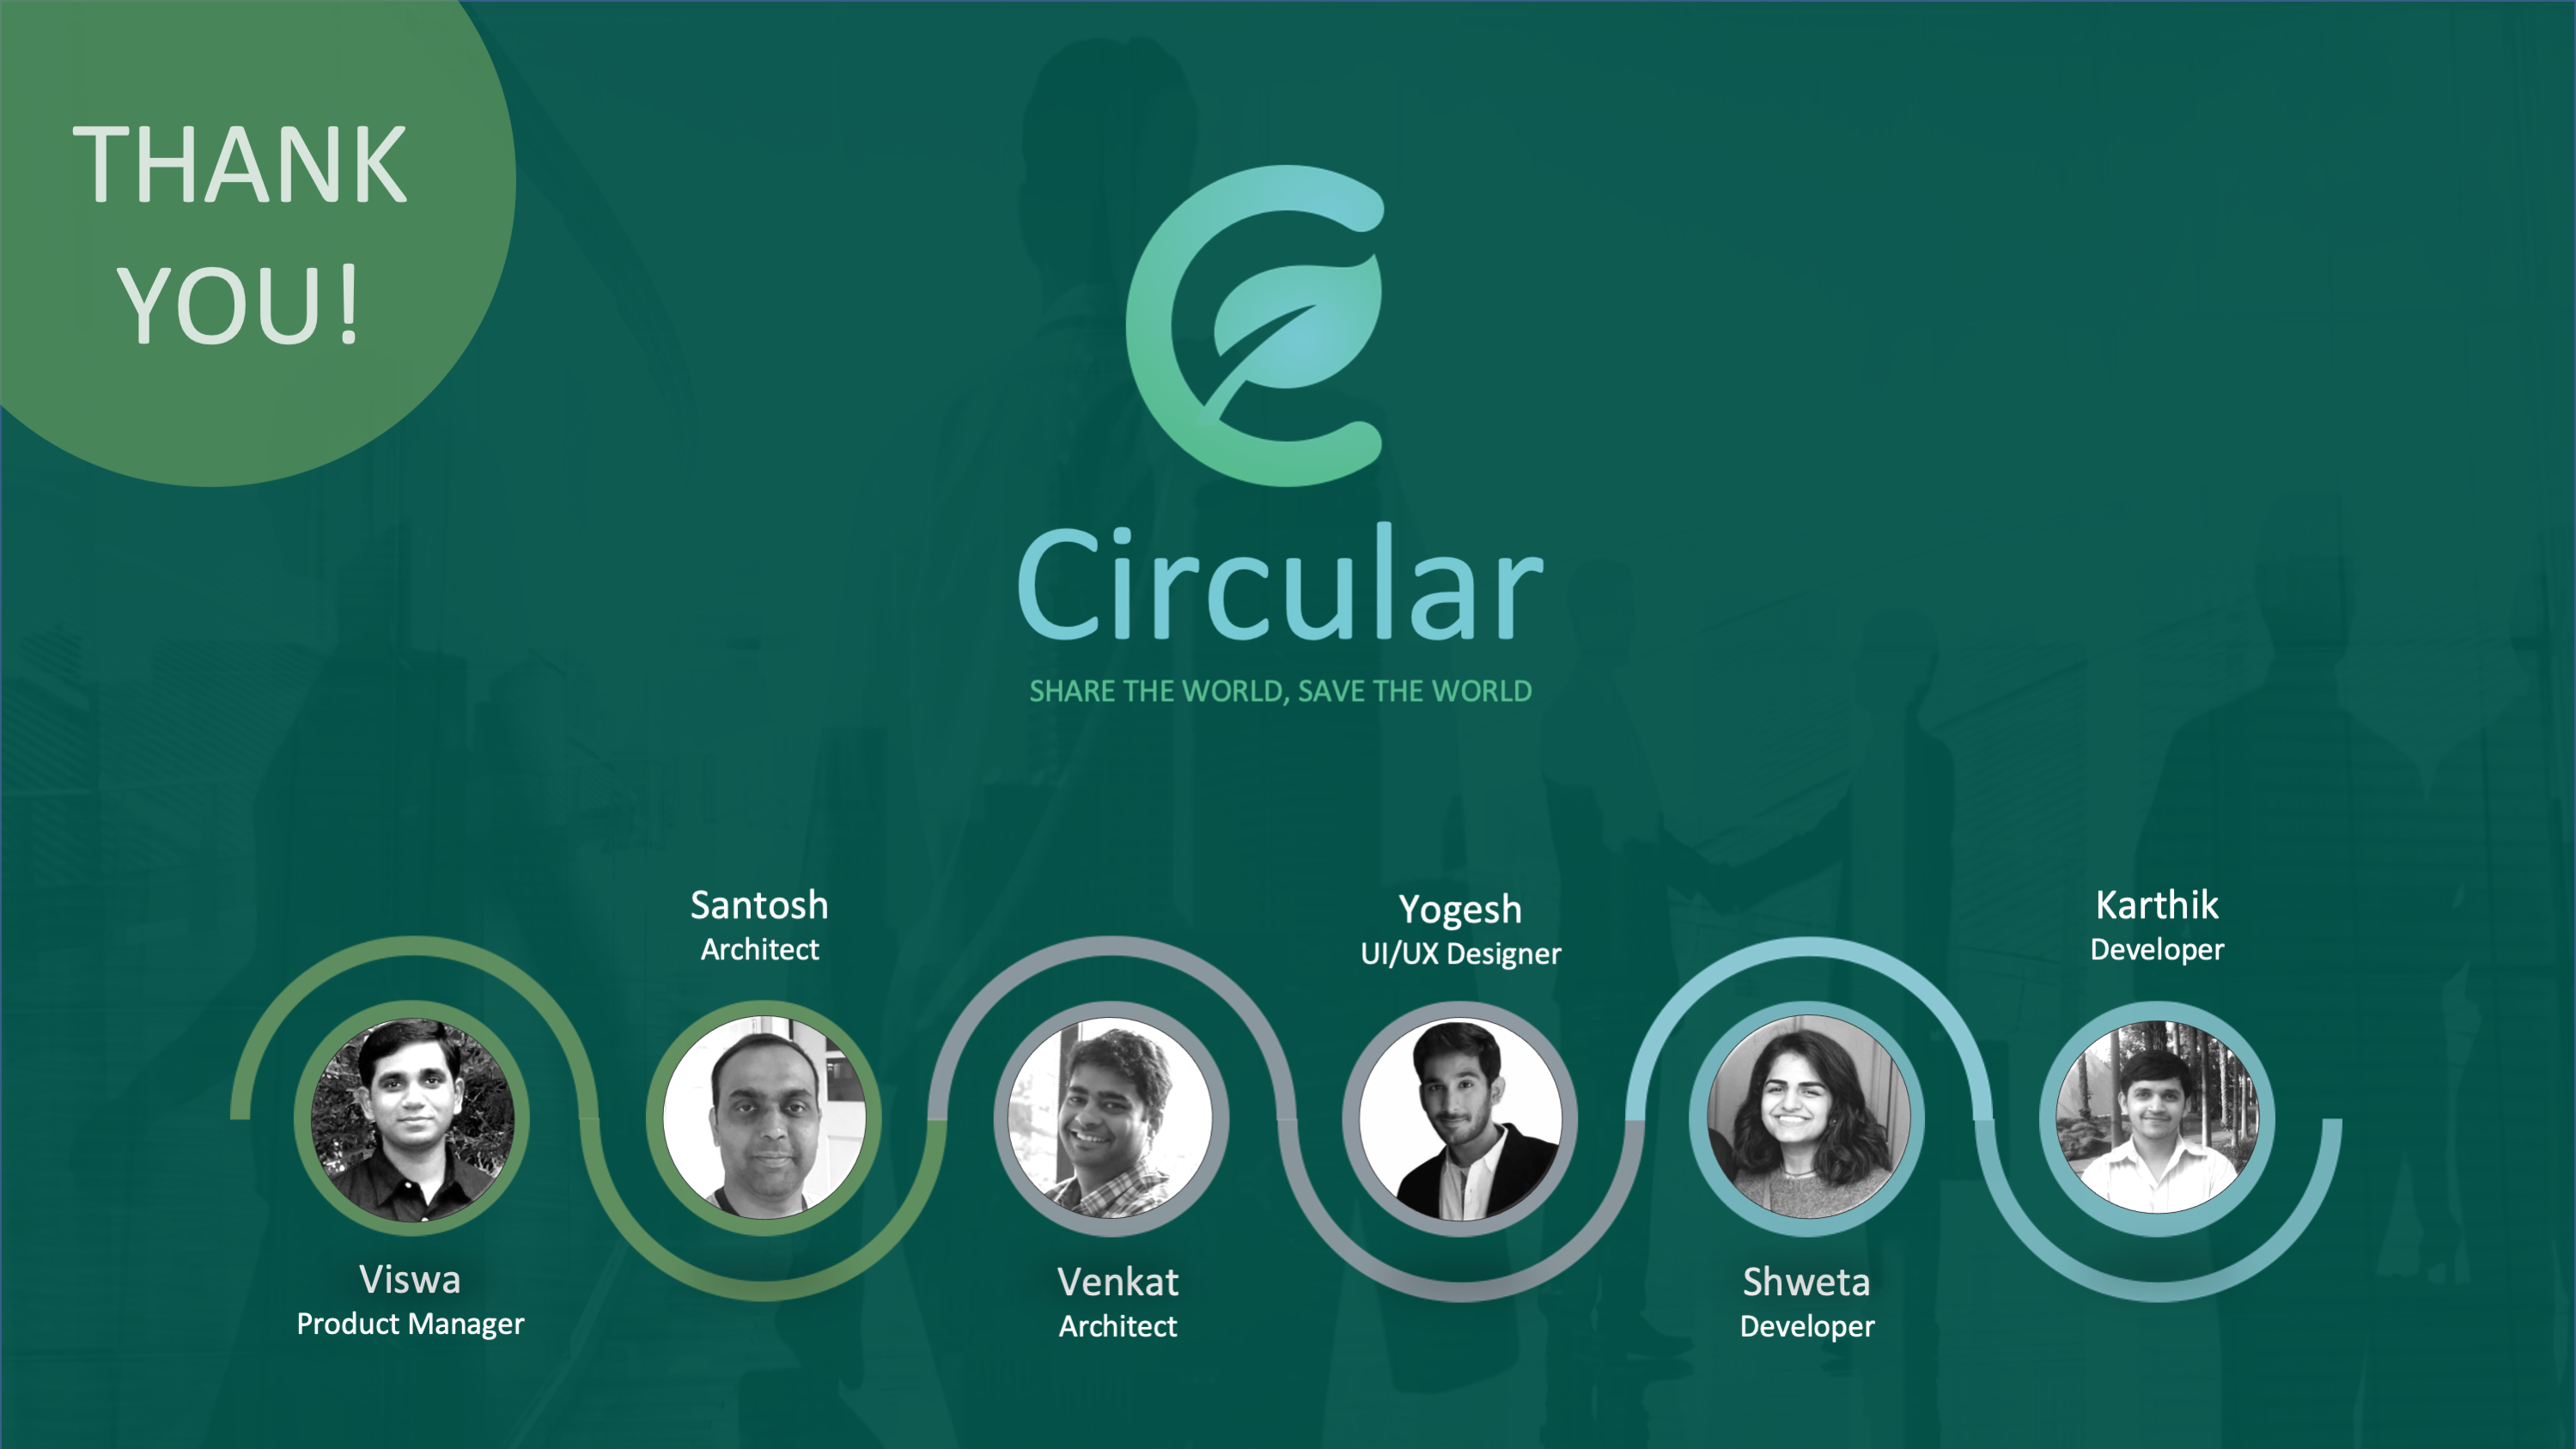 THANK
YOU!
Circular
SHARE THE WORLD, SAVE THE WORLD
Santosh
Architect
Yogesh
UI/UX Designer
Karthik
Developer
Viswa
Product Manager
Venkat
Architect
Shweta
Developer